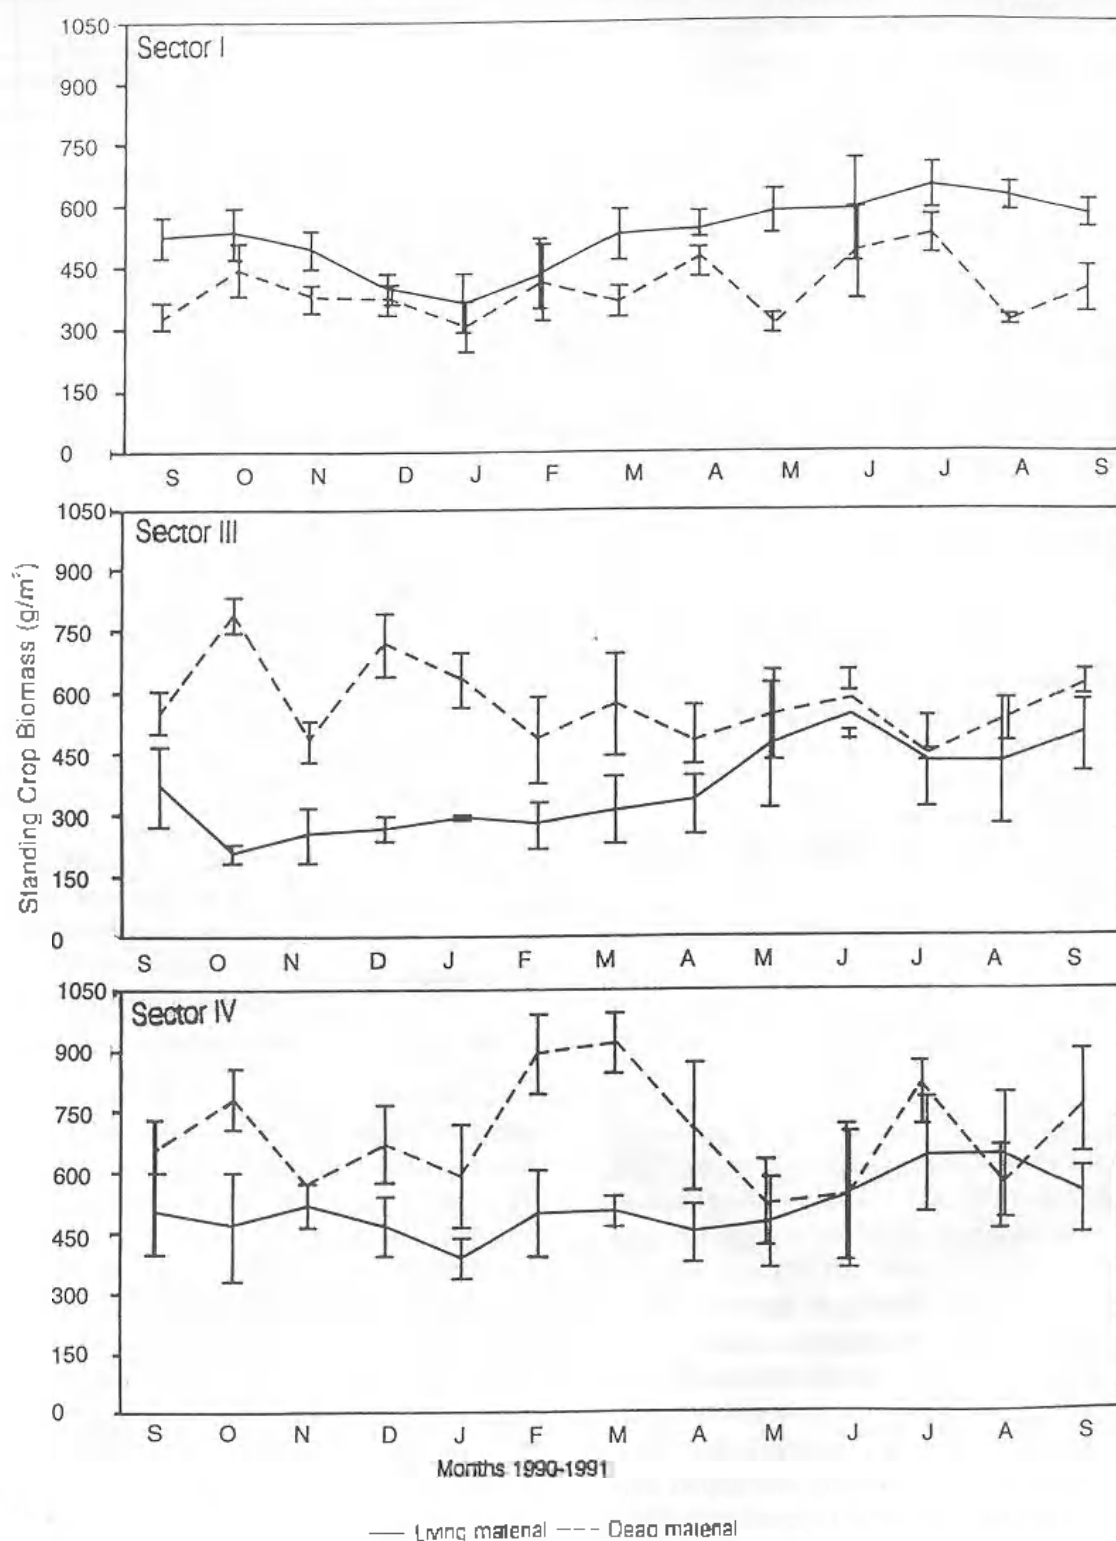 1050
Sector I
900
750
600
450
300
150
0
S O N D J F M A M J J A S
Standing Crop Biomass (g/m²)
1050
Sector III
900
750
600
450
300
150
0
S O N D J F M A M J J A S
1050
Sector IV
900
750
600
450
300
150
0
S O N D J F M A M J J A S
Months 1990-1991
Living material Dead material